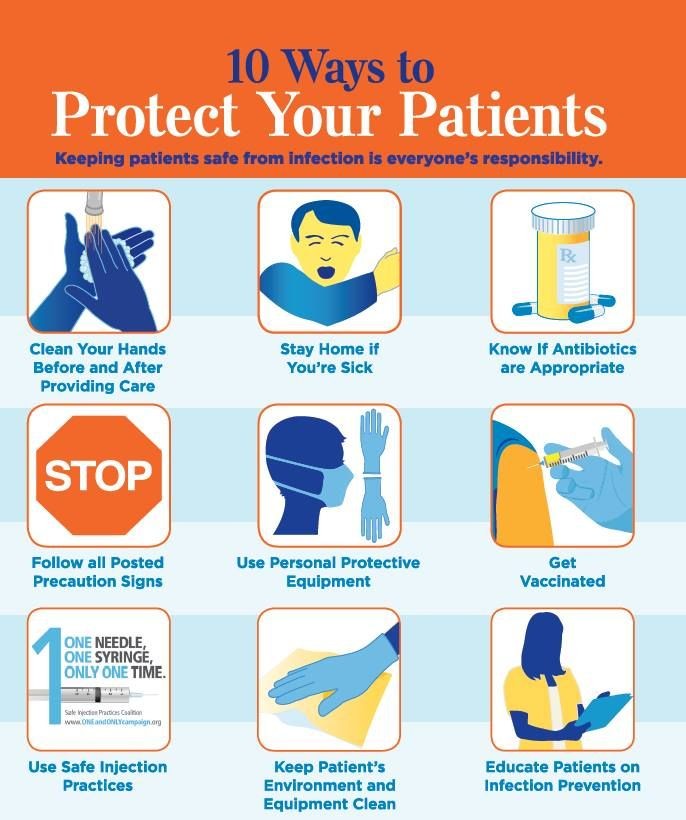 10 Ways to
Protect Your Patients
Keeping patients safe from infection is everyone's responsibility.
Clean Your Hands
Before and After
Providing Care
Stay Home if
You're Sick
Rx
Know If Antibiotics
are Appropriate
STOP
Follow all Posted
Precaution Signs
Use Personal Protective
Equipment
Get
Vaccinated
1 ONE NEEDLE,
ONE SYRINGE,
ONLY ONE TIME.
Safe Injection Practices Coalition
www.ONEandONLYcampaign.org
Use Safe Injection
Practices
Keep Patient's
Environment and
Equipment Clean
Educate Patients on
Infection Prevention